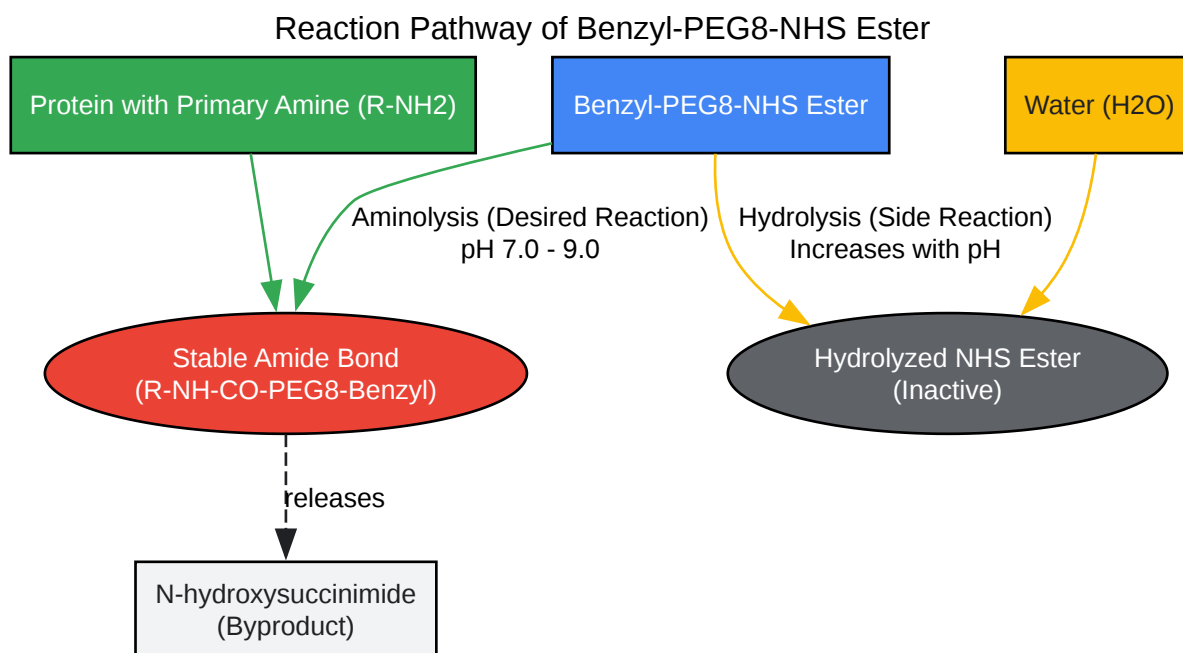 Reaction Pathway of Benzyl-PEG8-NHS Ester
Protein with Primary Amine (R-NH2)
Benzyl-PEG8-NHS Ester
Water (H2O)
Aminolysis (Desired Reaction)
pH 7.0 - 9.0
Hydrolysis (Side Reaction)
Increases with pH
Stable Amide Bond
(R-NH-CO-PEG8-Benzyl)
Hydrolyzed NHS Ester
(Inactive)
releases
N-hydroxysuccinimide
(Byproduct)